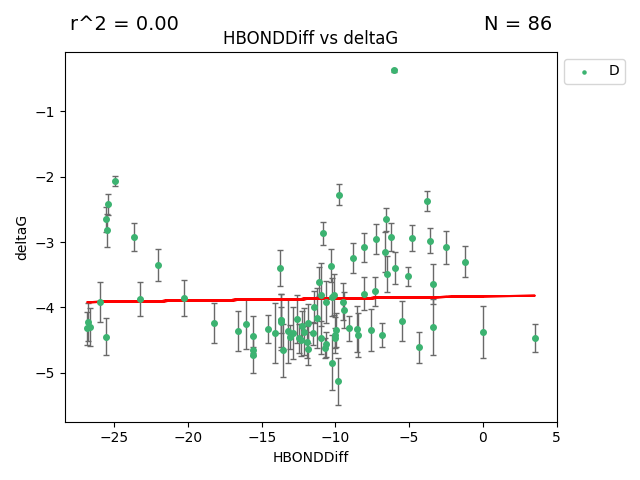 r^2 = 0.00
N = 86
HBONDDiff vs deltaG
D
deltaG
−1
−2
−3
−4
−5
−25
−20
−15
−10
−5
0
5
HBONDDiff